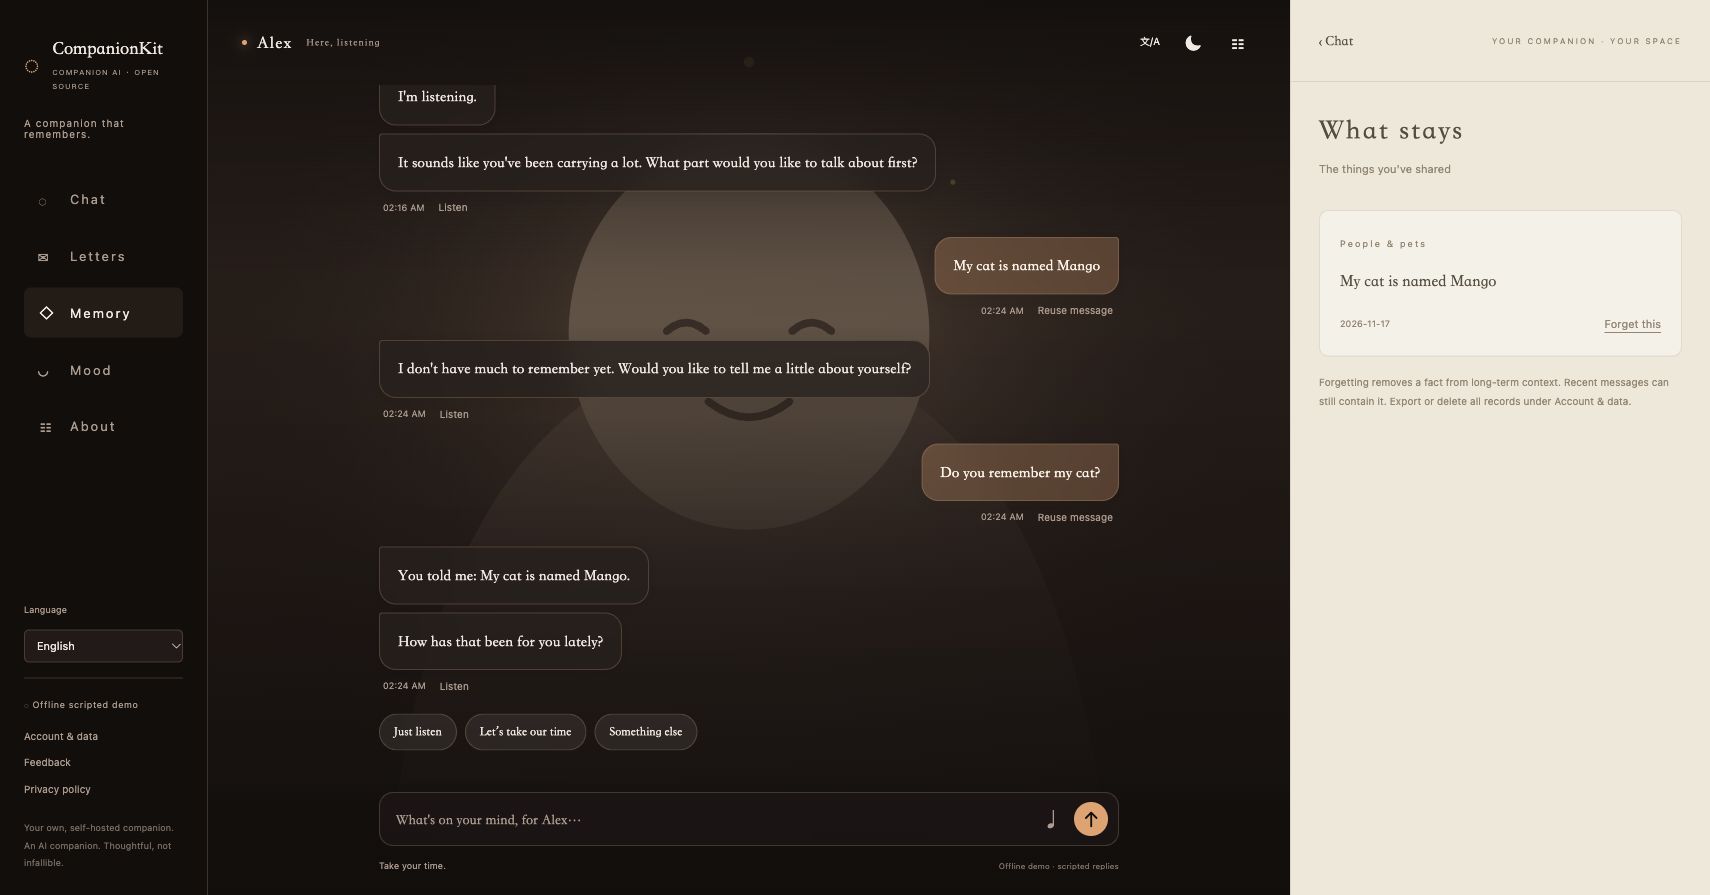 CompanionKit
COMPANION AI · OPEN
SOURCE
A companion that
remembers.
Chat
Letters
Memory
Mood
About
Language
English
Offline scripted demo
Account & data
Feedback
Privacy policy
Your own, self-hosted companion.
An AI companion. Thoughtful, not
infallible.
Alex
Here, listening
文/A
I'm listening.
It sounds like you've been carrying a lot. What part would you like to talk about first?
02:16 AM Listen
My cat is named Mango
02:24 AM Reuse message
I don't have much to remember yet. Would you like to tell me a little about yourself?
02:24 AM Listen
Do you remember my cat?
02:24 AM Reuse message
You told me: My cat is named Mango.
How has that been for you lately?
02:24 AM Listen
Just listen
Let's take our time
Something else
What's on your mind, for Alex···
Take your time.
Offline demo · scripted replies
‹ Chat
YOUR COMPANION · YOUR SPACE
What stays
The things you've shared
People & pets
My cat is named Mango
2026-11-17
Forget this
Forgetting removes a fact from long-term context. Recent messages can
still contain it. Export or delete all records under Account & data.